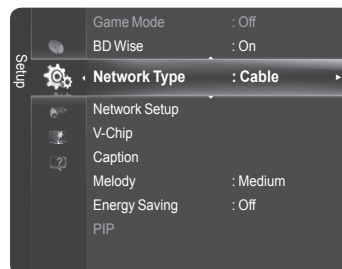 Setup
Game Mode : Off
BD Wise : On
Network Type : Cable
Network Setup
V-Chip
Caption
Melody : Medium
Energy Saving : Off
PIP